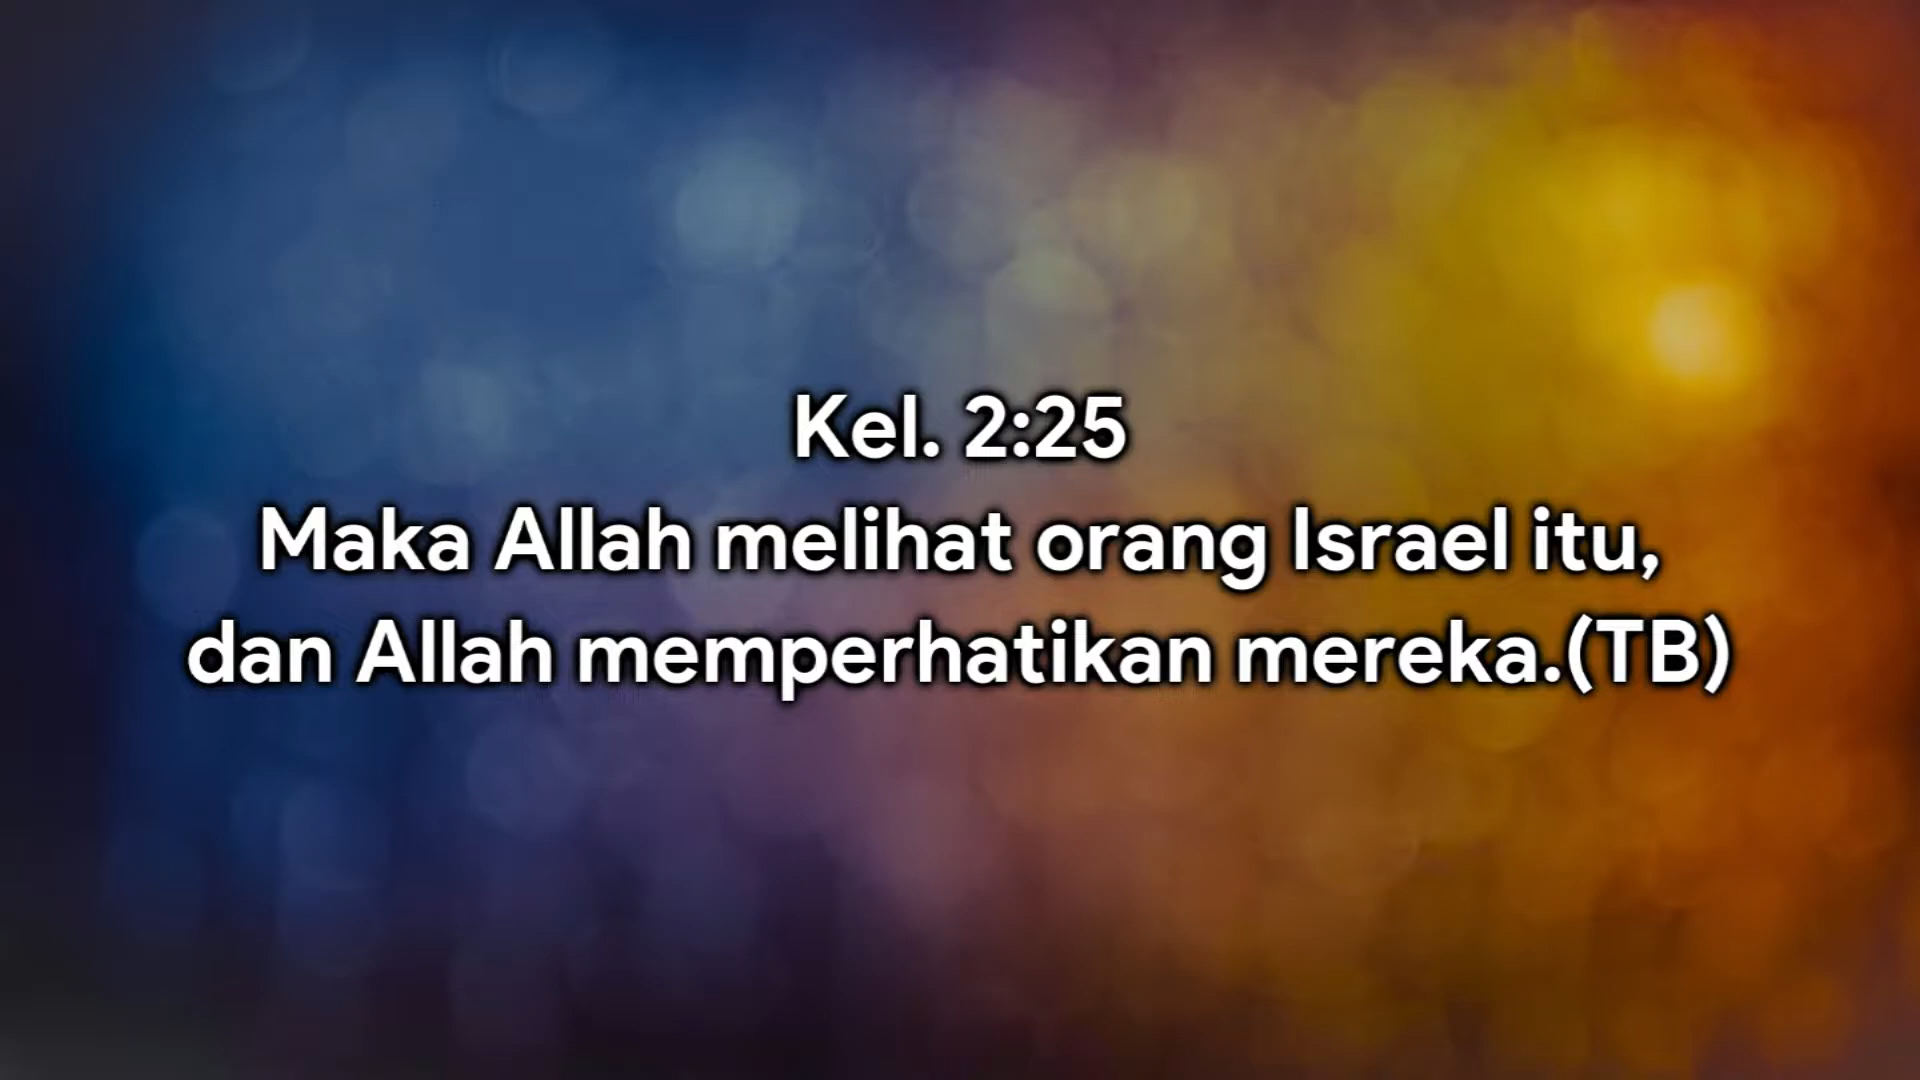 Kel. 2:25
Maka Allah melihat orang Israel itu,
dan Allah memperhatikan mereka.(TB)